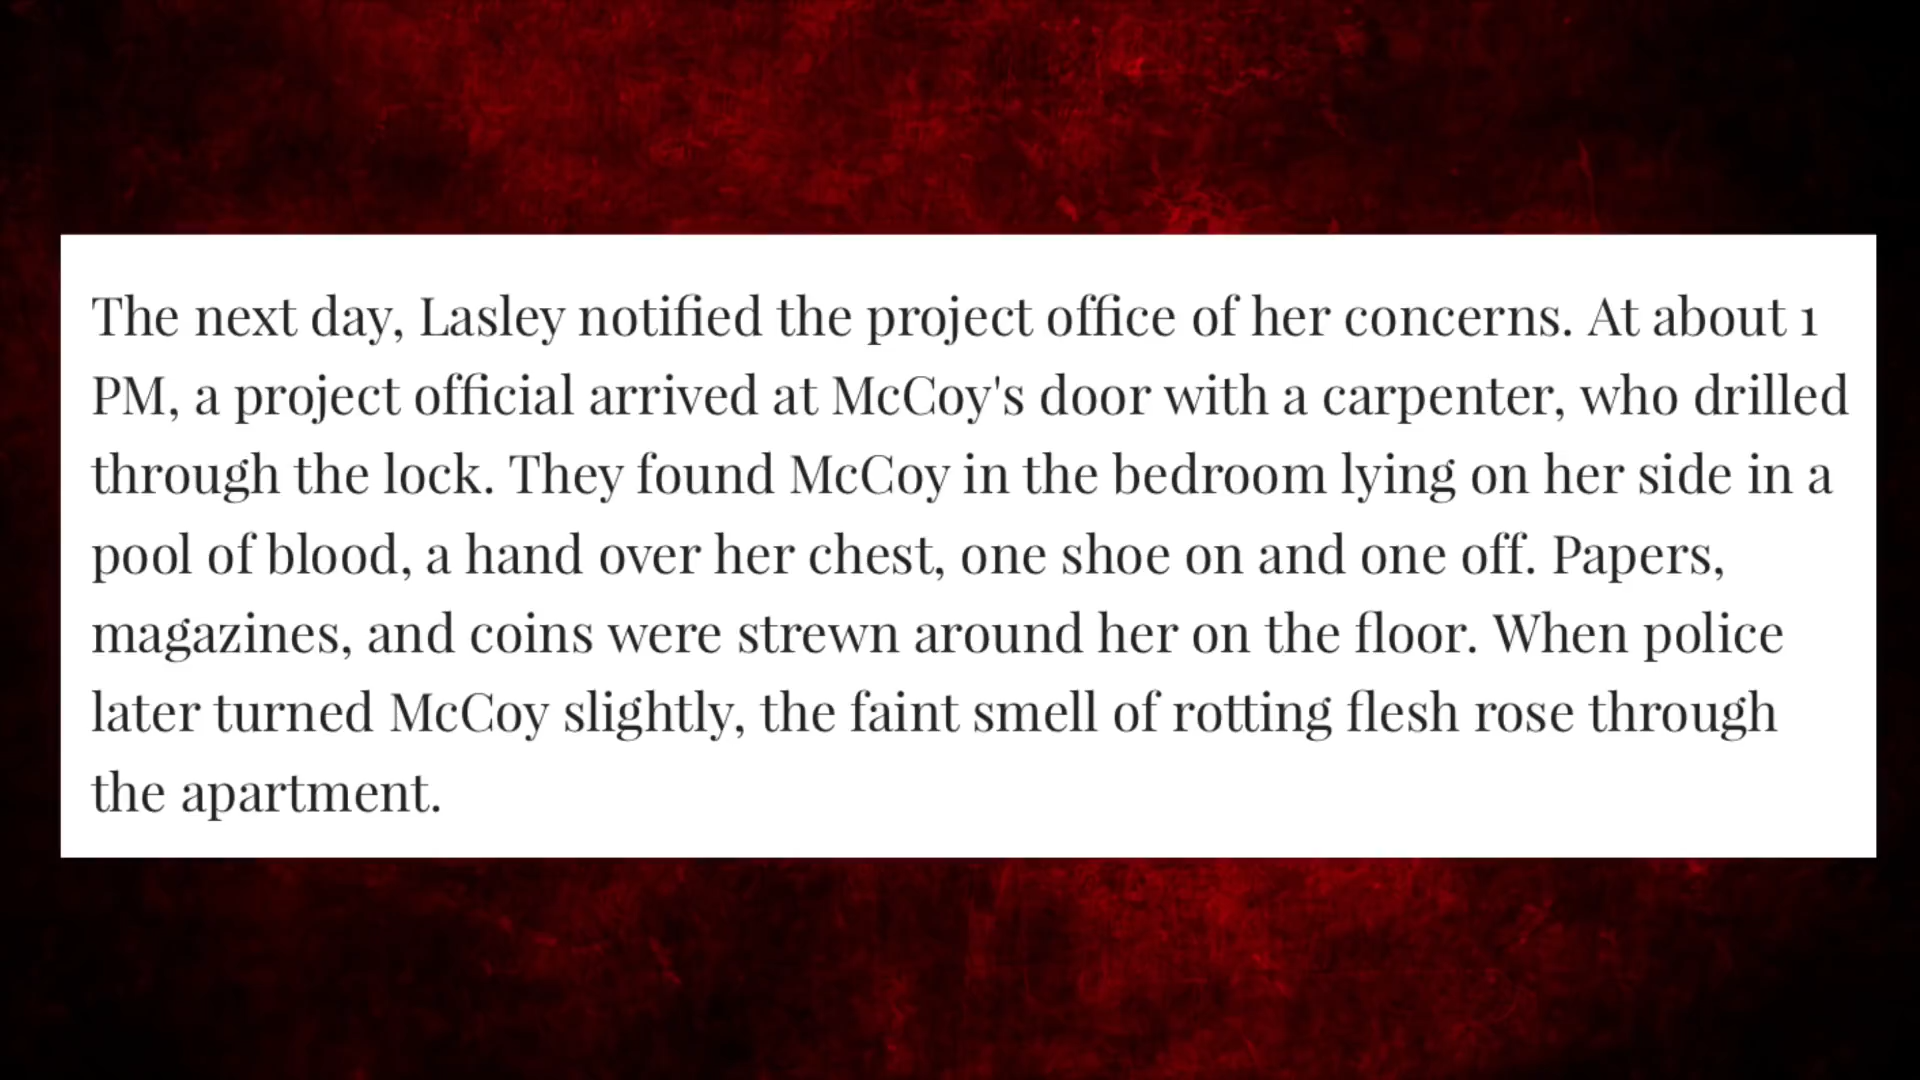 The next day, Lasley notified the project office of her concerns. At about 1
PM, a project official arrived at McCoy's door with a carpenter, who drilled
through the lock. They found McCoy in the bedroom lying on her side in a
pool of blood, a hand over her chest, one shoe on and one off. Papers,
magazines, and coins were strewn around her on the floor. When police
later turned McCoy slightly, the faint smell of rotting flesh rose through
the apartment.